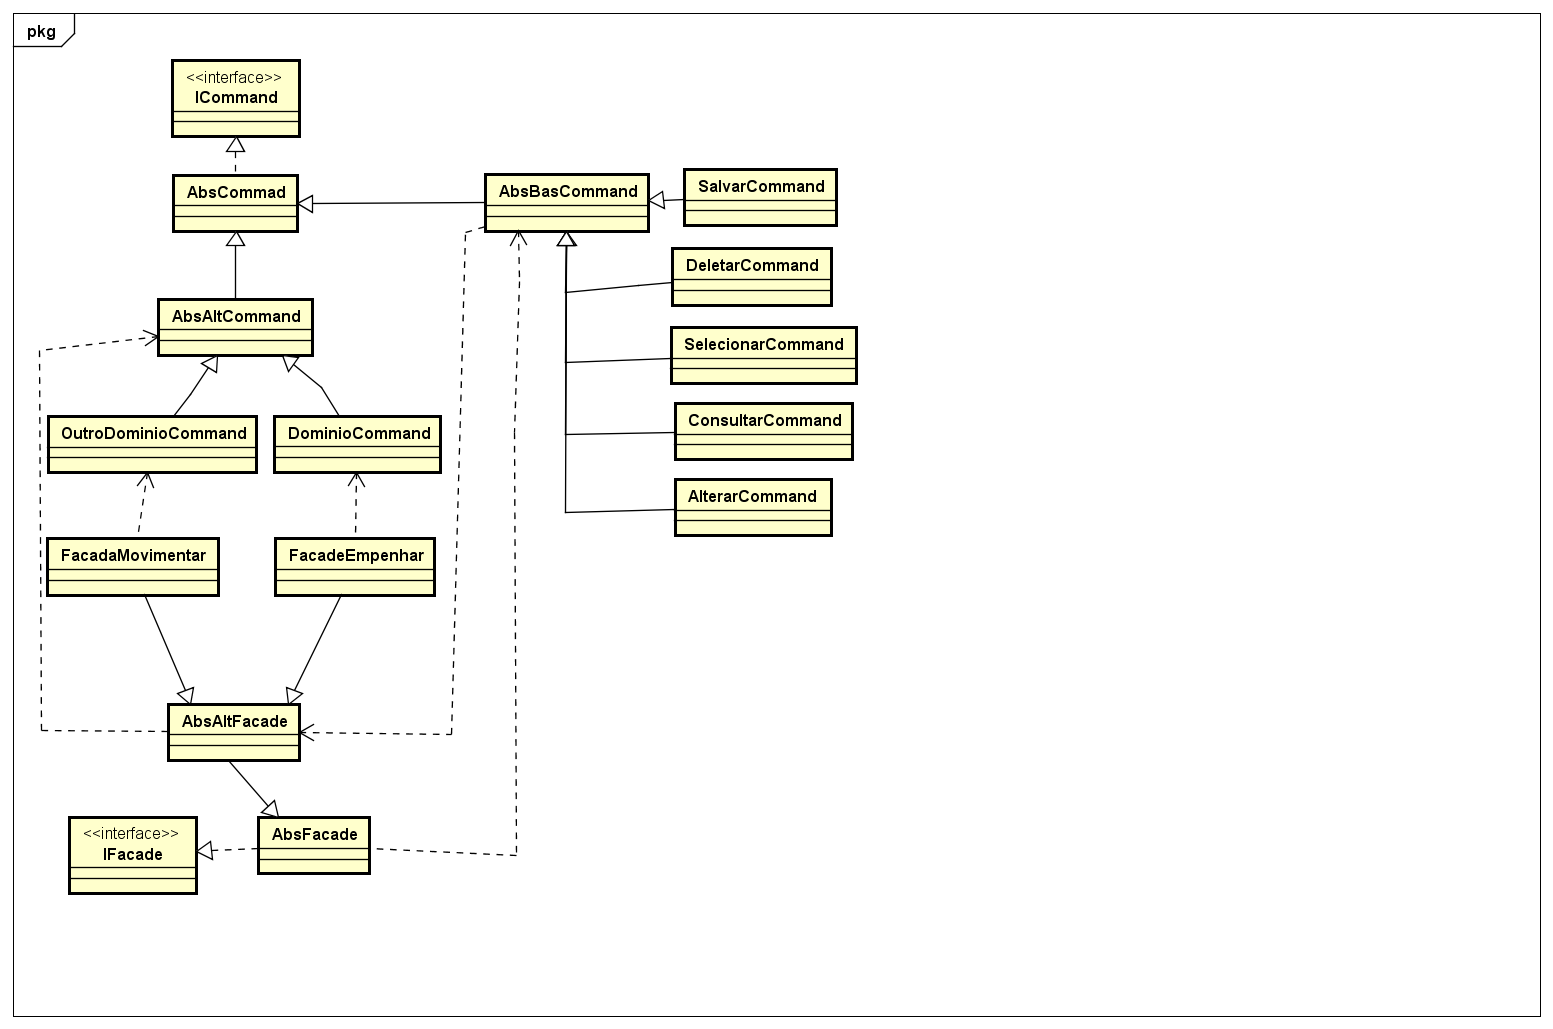 pkg
<<interface>>
ICommand
AbsCommad
AbsBasCommand
SalvarCommand
DeletarCommand
AbsAltCommand
SelecionarCommand
OutroDominioCommand
DominioCommand
ConsultarCommand
AlterarCommand
FacadaMovimentar
FacadeEmpenhar
AbsAltFacade
<<interface>>
IFacade
AbsFacade